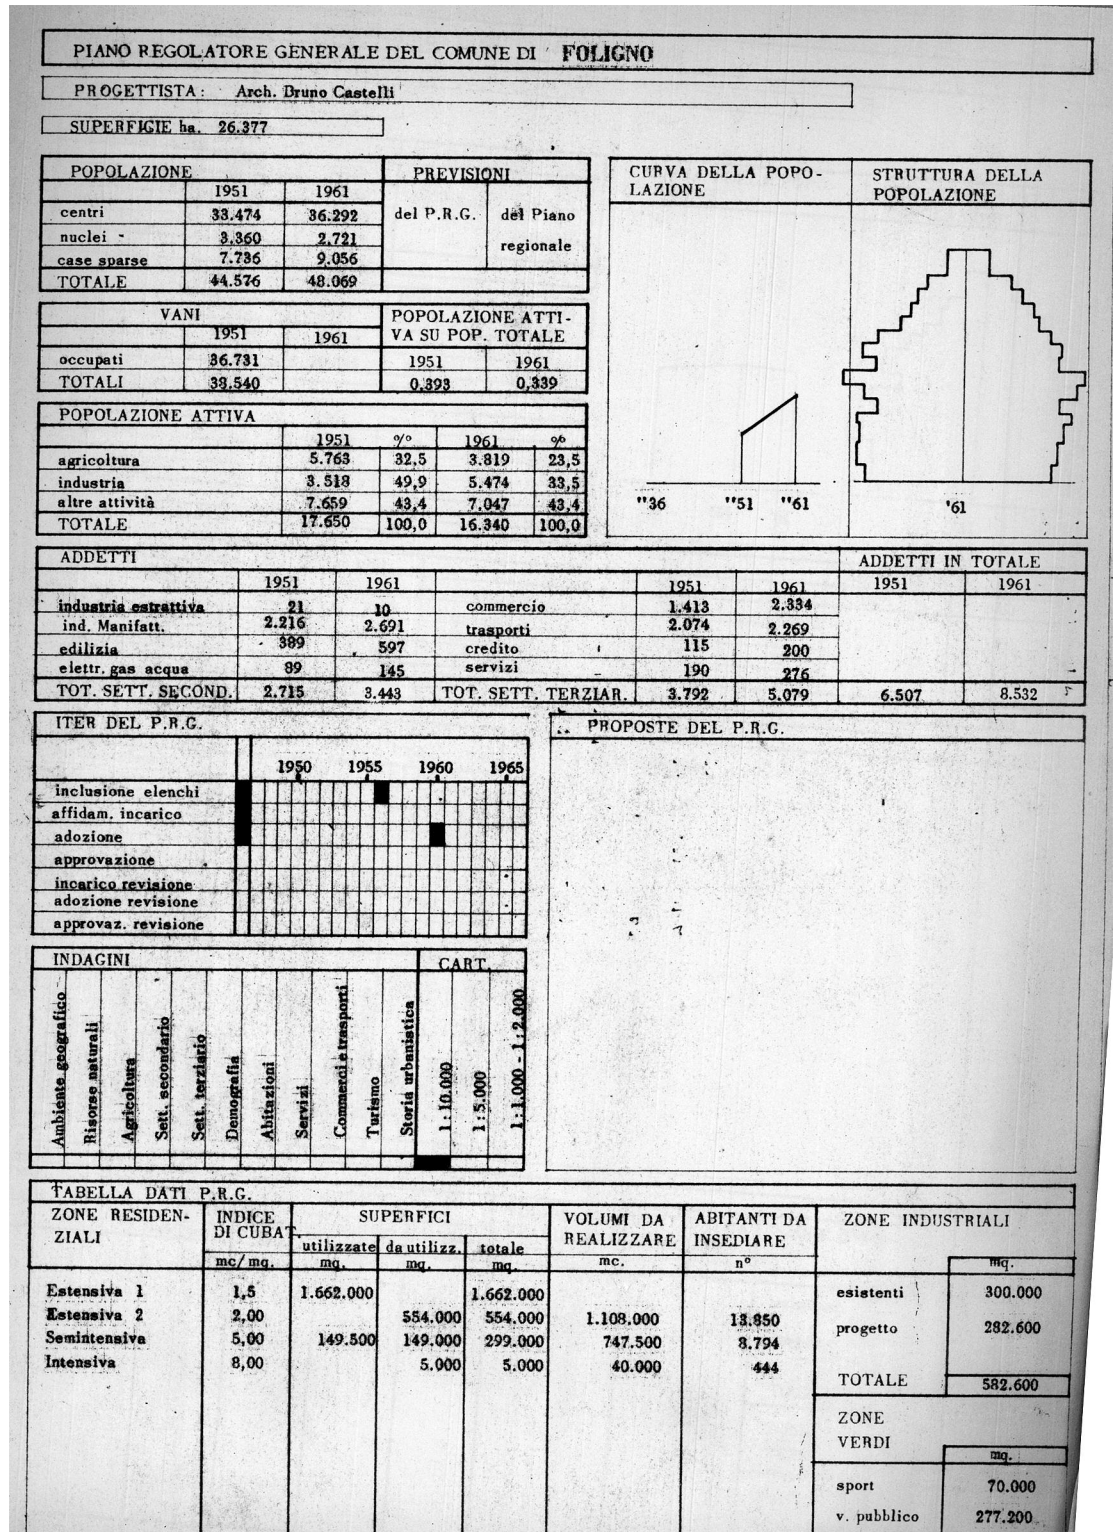 PIANO REGOLATORE GENERALE DEL COMUNE DI FOLIGNO
PROGETTISTA: Arch. Bruno Castelli
SUPERFIGIE ha. 26.377
POPOLAZIONE PREVISIONI
1951 1961
centri 33.474 36.292 del P.R.G. del Piano regionale
nuclei 3.360 2.721
case sparse 7.736 9.056
TOTALE 44.576 48.069
CURVA DELLA POPO-
LAZIONE
''36 ''51 ''61
STRUTTURA DELLA
POPOLAZIONE
'61
VANI
1951 1961
occupati 36.731
TOTALI 38.540
POPOLAZIONE ATTI-
VA SU POP. TOTALE
1951 1961
0,393 0,339
POPOLAZIONE ATTIVA
1951 % 1961 %
agricoltura 5.763 32,5 3.819 23,5
industria 3.518 49,9 5.474 33,5
altre attività 7.659 43,4 7.047 43,4
TOTALE 17.650 100,0 16.340 100,0
ADDETTI ADDETTI IN TOTALE
1951 1961 1951 1961 1951 1961
industria estrattiva 21 10 commercio 1.413 2.334
ind. Manifatt. 2.216 2.691 trasporti 2.074 2.269
edilizia 389 597 credito 115 200
elettr. gas acqua 89 145 servizi 190 276
TOT. SETT. SECOND. 2.715 3.443 TOT. SETT. TERZIAR. 3.792 5.079 6.507 8.532
ITER DEL P.R.G.
1950 1955 1960 1965
inclusione elenchi
affidam. incarico
adozione
approvazione
incarico revisione
adozione revisione
approvaz. revisione
PROPOSTE DEL P.R.G.
INDAGINI CART.
Ambiente geografico
Risorse naturali
Agricoltura
Sett. secondario
Sett. terziario
Demografia
Abitazioni
Servizi
Commerci e trasporti
Turismo
Storia urbanistica
1:10.000
1:5.000
1:1.000 - 1:2.000
TABELLA DATI P.R.G.
ZONE RESIDEN-
ZIALI
INDICE
DI CUBAT.
mc/mq.
SUPERFICI
utilizzate da utilizz. totale
mq. mq. mq.
VOLUMI DA
REALIZZARE
mc.
ABITANTI DA
INSEDIARE
n°
Estensiva 1 1,5 1.662.000 1.662.000
Estensiva 2 2,00 554.000 554.000 1.108.000 13.850
Semintensiva 5,00 149.500 149.000 299.000 747.500 8.794
Intensiva 8,00 5.000 5.000 40.000 444
ZONE INDUSTRIALI
mq.
esistenti 300.000
progetto 282.600
TOTALE 582.600
ZONE
VERDI
mq.
sport 70.000
v. pubblico 277.200